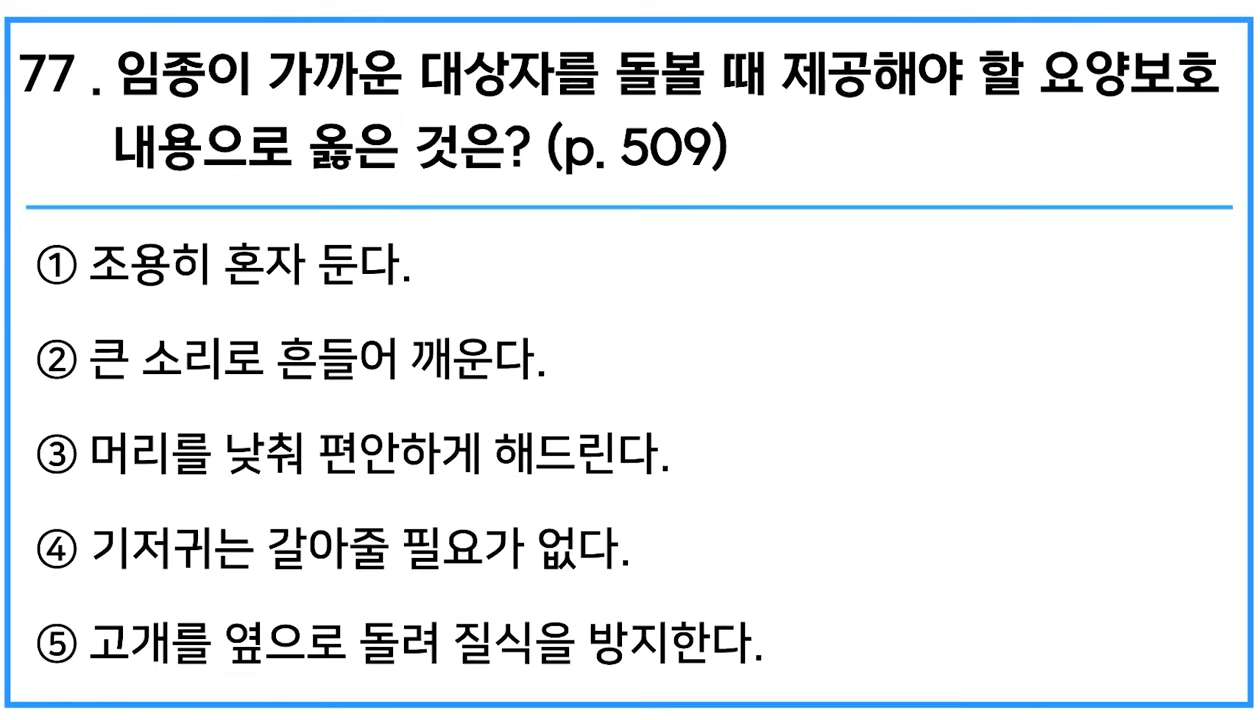 77 . 임종이 가까운 대상자를 돌볼 때 제공해야 할 요양보호
내용으로 옳은 것은? (p. 509)
① 조용히 혼자 둔다.
② 큰 소리로 흔들어 깨운다.
③ 머리를 낮춰 편안하게 해드린다.
④ 기저귀는 갈아줄 필요가 없다.
⑤ 고개를 옆으로 돌려 질식을 방지한다.